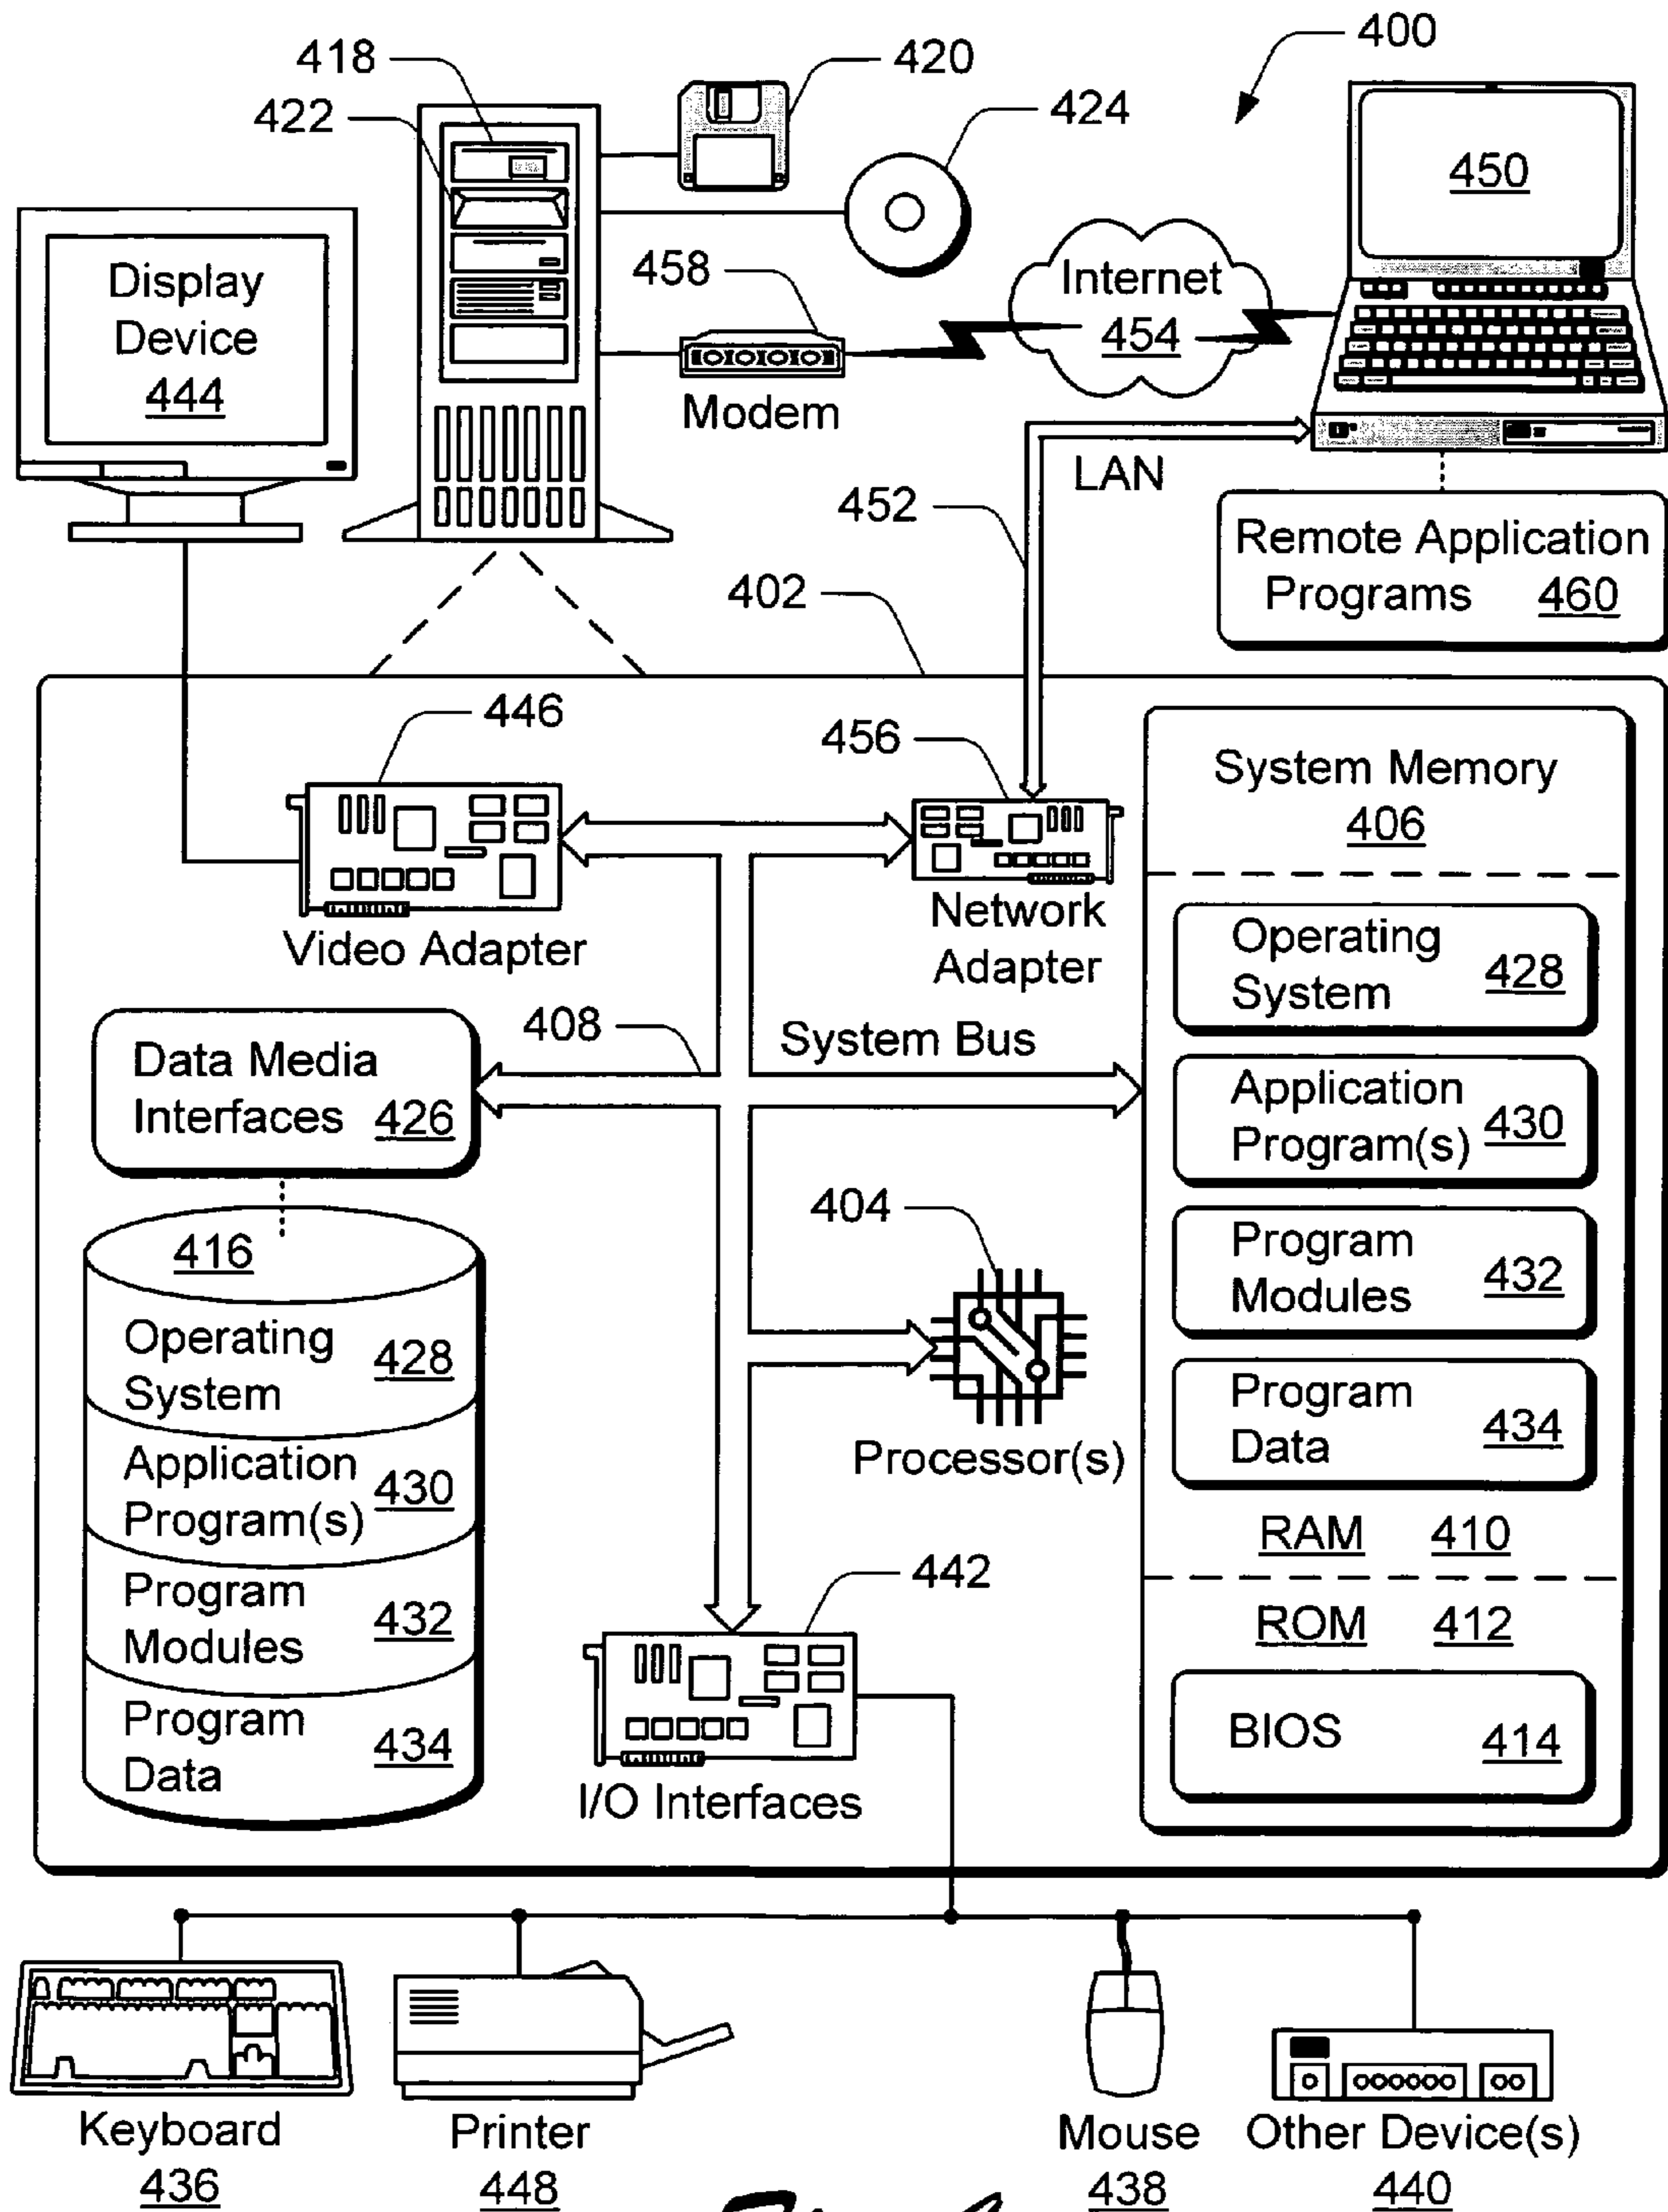 400
418
420
422
424
450
Display
Device
444
458
Internet
454
Modem
LAN
452
Remote Application
Programs 460
402
446
456
System Memory
406
Video Adapter
Network
Adapter
Operating
System 428
408
System Bus
Data Media
Interfaces 426
Application
Program(s) 430
404
416
Program
Modules 432
Operating
System 428
Processor(s)
Program
Data 434
Application
Program(s) 430
RAM 410
442
ROM 412
Program
Modules 432
BIOS 414
Program
Data 434
I/O Interfaces
Keyboard
436
Printer
448
Mouse
438
Other Device(s)
440